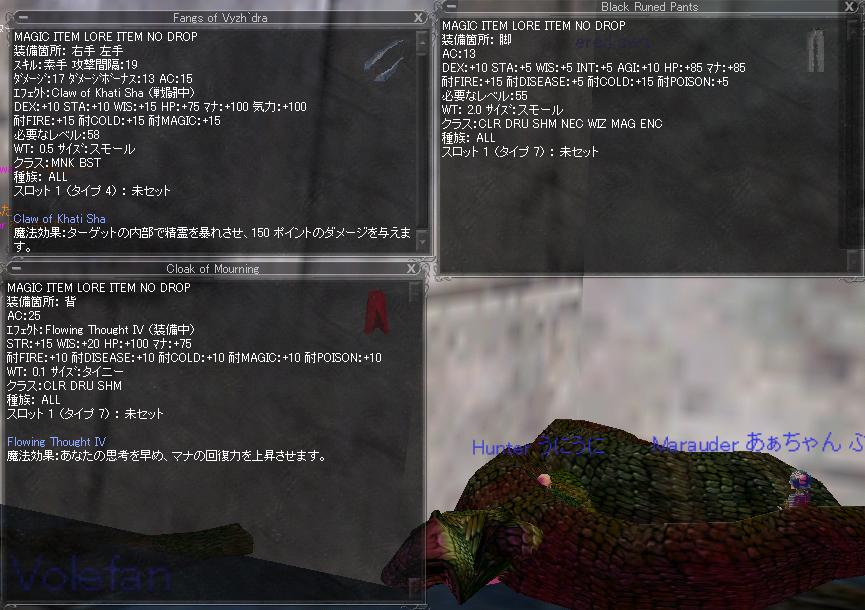 Fangs of Vyzh`dra
MAGIC ITEM LORE ITEM NO DROP
装備箇所: 右手 左手
スキル:素手 攻撃間隔:19
ダメージ:17 ダメージボーナス:13 AC:15
エフェクト:Claw of Khati Sha (戦闘中)
DEX:+10 STA:+10 WIS:+15 HP:+75 マナ:+100 気力:+100
耐FIRE:+15 耐COLD:+15 耐MAGIC:+15
必要なレベル:58
WT: 0.5 サイズ:スモール
クラス:MNK BST
種族: ALL
スロット 1 (タイプ 4) : 未セット
Claw of Khati Sha
魔法効果:ターゲットの内部で精霊を暴れさせ、150 ポイントのダメージを与えま
す。
Black Runed Pants
MAGIC ITEM LORE ITEM NO DROP
装備箇所: 脚
AC:13
DEX:+10 STA:+5 WIS:+5 INT:+5 AGI:+10 HP:+85 マナ:+85
耐FIRE:+15 耐DISEASE:+5 耐COLD:+15 耐POISON:+5
必要なレベル:55
WT: 2.0 サイズ:スモール
クラス:CLR DRU SHM NEC WIZ MAG ENC
種族: ALL
スロット 1 (タイプ 7) : 未セット
Cloak of Mourning
MAGIC ITEM LORE ITEM NO DROP
装備箇所: 背
AC:25
エフェクト:Flowing Thought IV (装備中)
STR:+15 WIS:+20 HP:+100 マナ:+75
耐FIRE:+10 耐DISEASE:+10 耐COLD:+10 耐MAGIC:+10 耐POISON:+10
WT: 0.1 サイズ:タイニー
クラス:CLR DRU SHM
種族: ALL
スロット 1 (タイプ 7) : 未セット
Flowing Thought IV
魔法効果:あなたの思考を早め、マナの回復力を上昇させます。
Hunter うにうに
Marauder あぁちゃん ぶ
Volefan